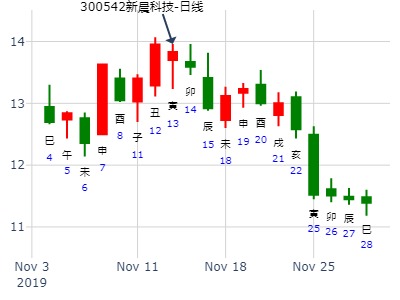 300542新晨科技-日线
14
13
12
11
巳
4
午
5
未
6
申
7
酉
8
子
11
丑
12
寅
13
卯
14
辰
15
未
18
申
19
酉
20
戌
21
亥
22
寅
25
卯
26
辰
27
巳
28
Nov 3
2019
Nov 11
Nov 18
Nov 25